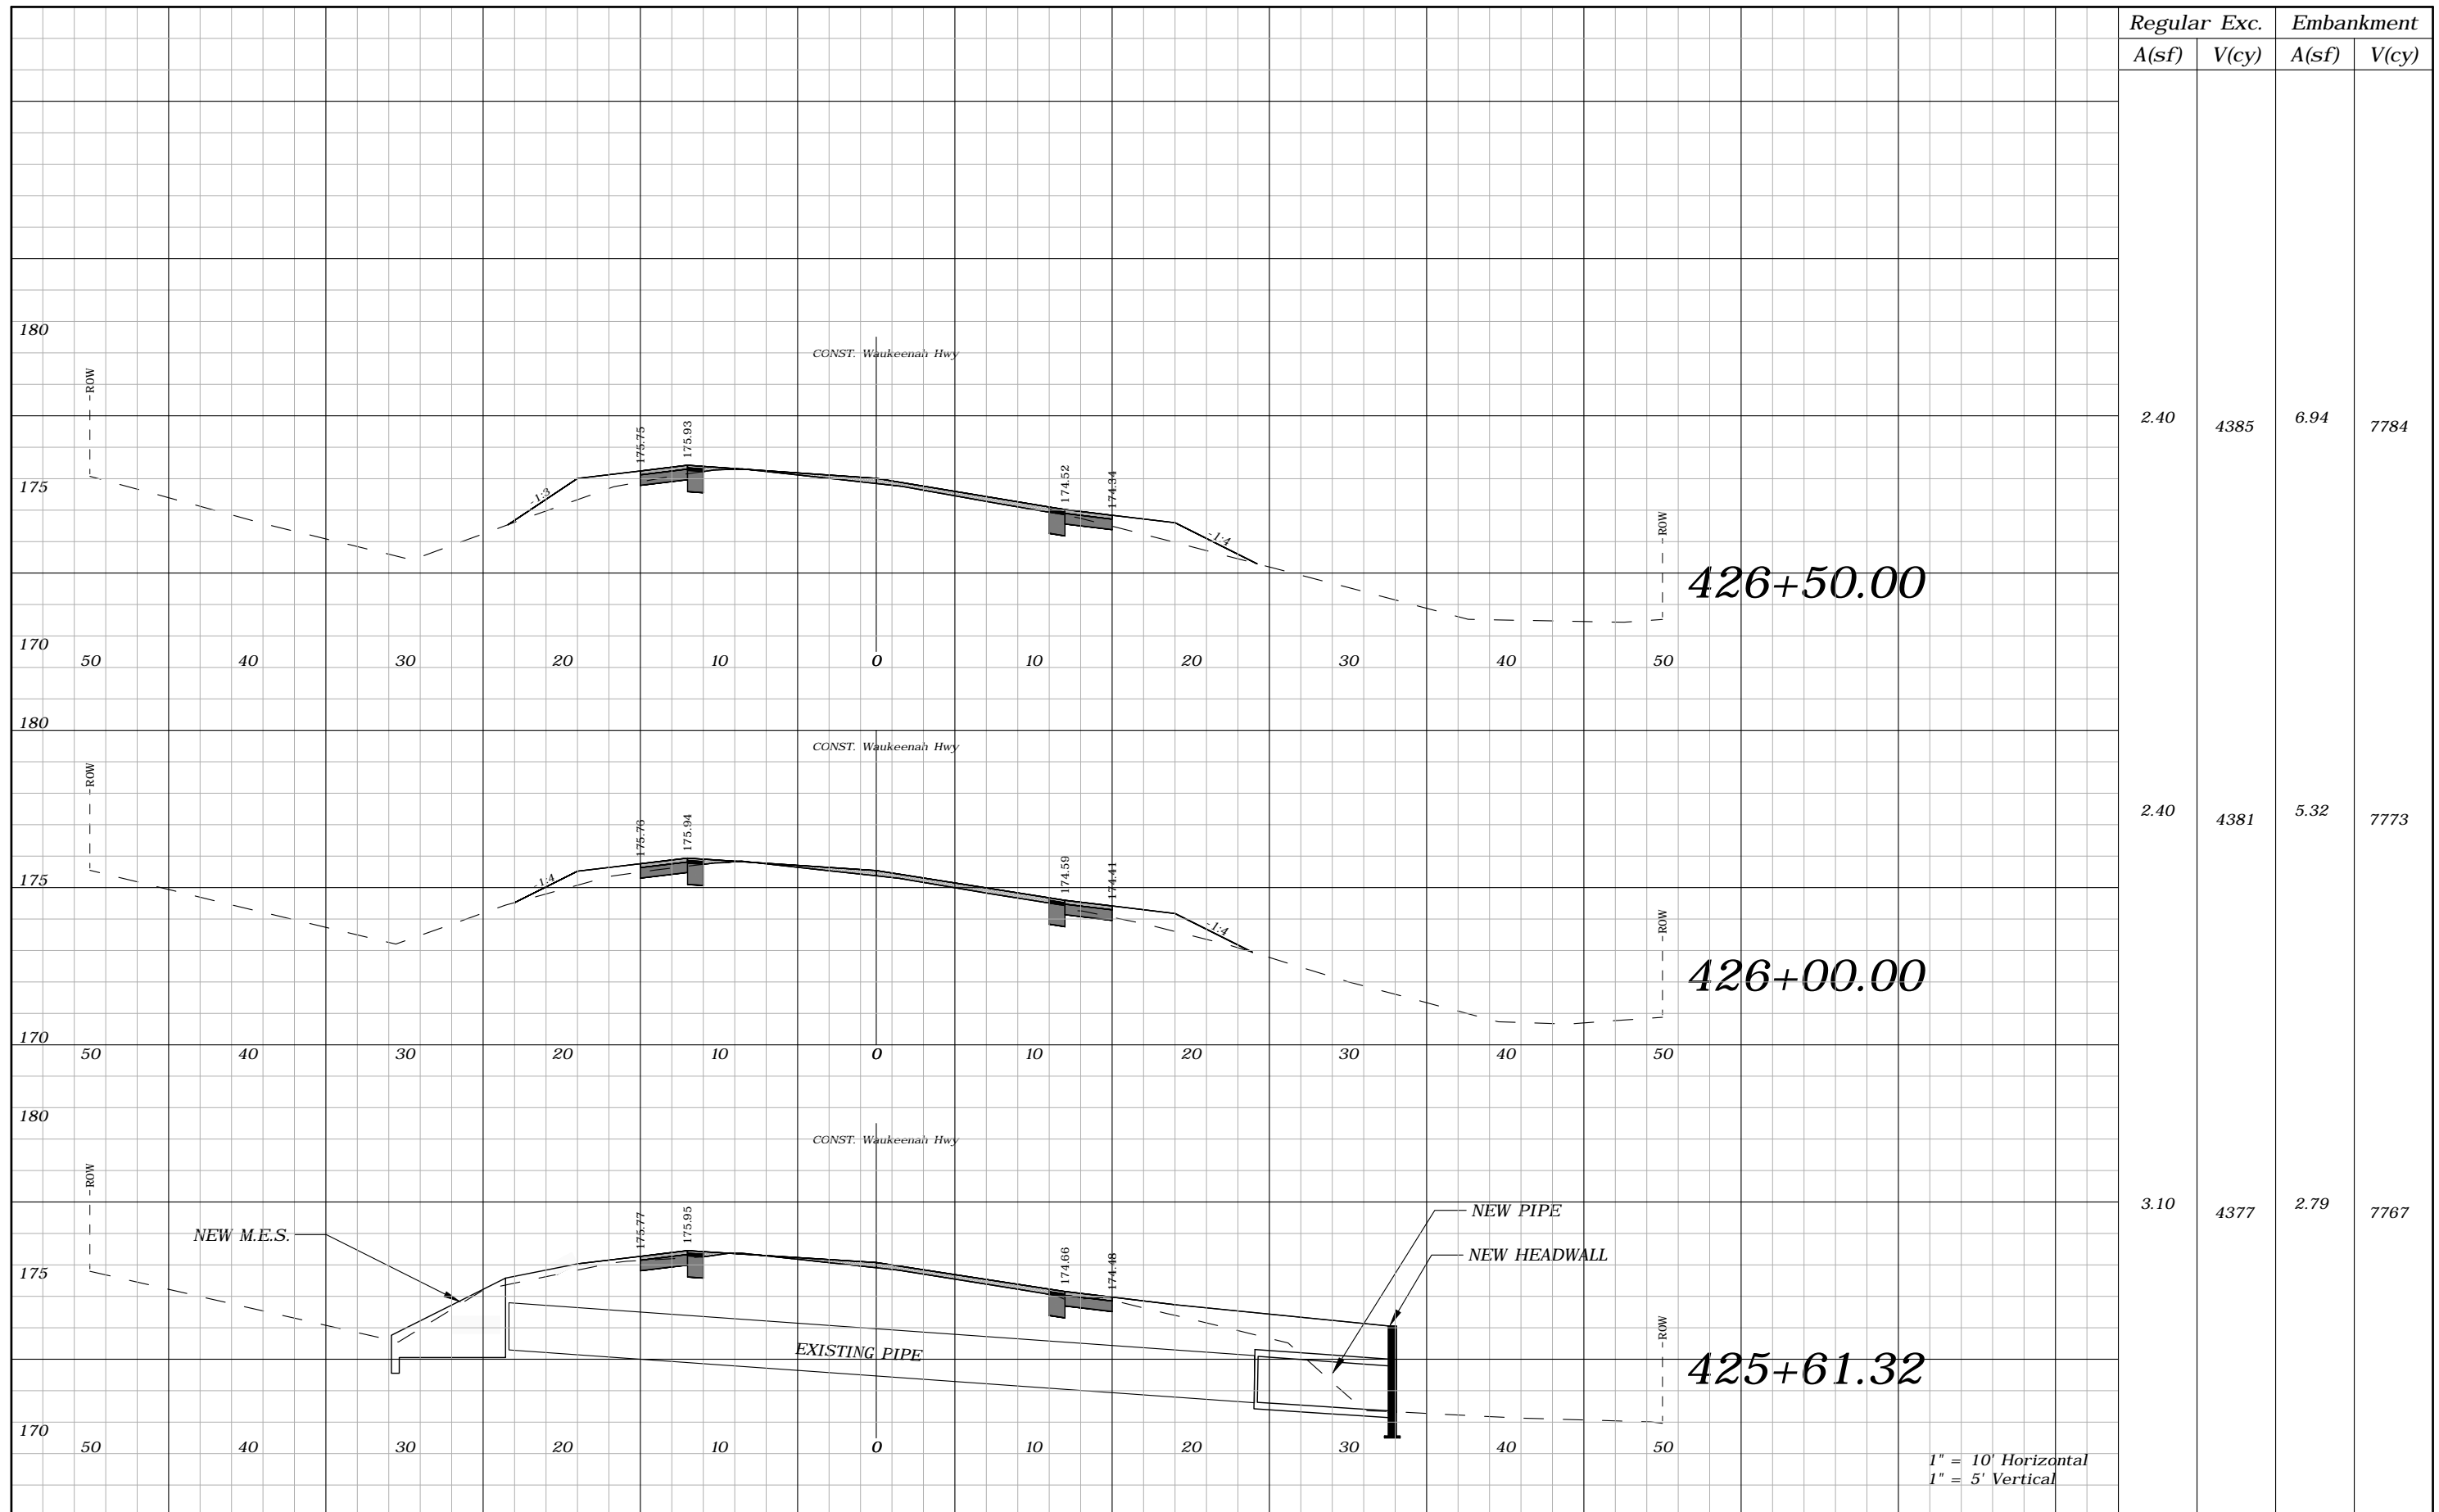 Regular Exc. Embankment
A(sf) V(cy) A(sf) V(cy)
180
CONST. Waukeenah Hwy
ROW
175.75 175.93
2.40 4385 6.94 7784
174.52 174.34
175
-1:3
-1:4
ROW
426+50.00
170
50 40 30 20 10 0 10 20 30 40 50
180
CONST. Waukeenah Hwy
ROW
175.76 175.94
2.40 4381 5.32 7773
174.59 174.41
175
-1:4
-1:4
ROW
426+00.00
170
50 40 30 20 10 0 10 20 30 40 50
180
CONST. Waukeenah Hwy
ROW
3.10 4377 2.79 7767
NEW PIPE
NEW M.E.S.
175.77 175.95
NEW HEADWALL
174.66 174.48
175
ROW
EXISTING PIPE
425+61.32
170
50 40 30 20 10 0 10 20 30 40 50
1" = 10' Horizontal
1" = 5' Vertical